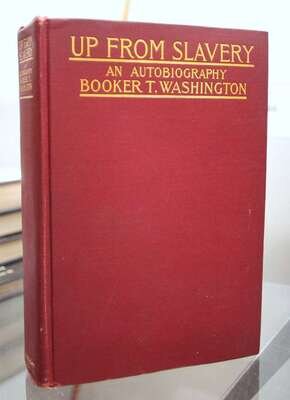 UP FROM SLAVERY
AN AUTOBIOGRAPHY
BOOKER T. WASHINGTON